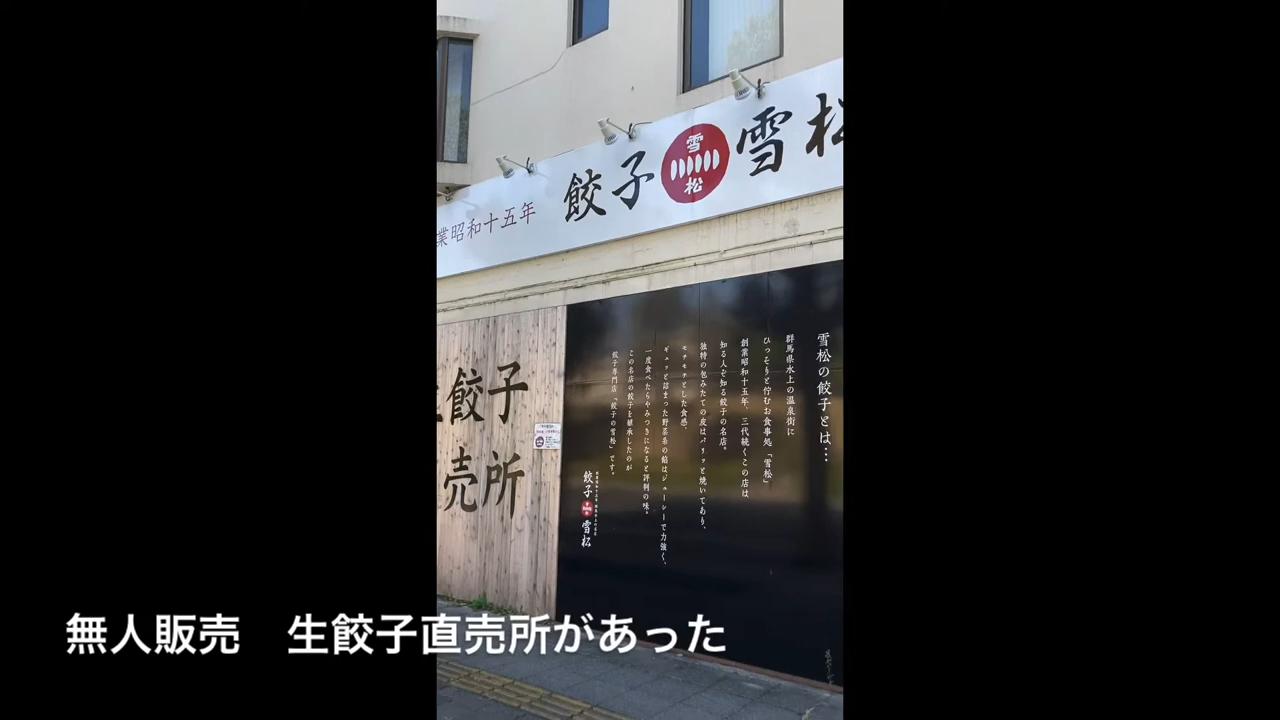 業昭和十五年
餃子
雪
松
雪松
雪松の餃子とは…
群馬県水上の温泉街に
ひっそりと佇むお食事処「雪松」
創業昭和十五年、三代続くこの店は
知る人ぞ知る餃子の名店。
独特の包みたての皮はパリッと焼いてあり、
モチモチとした食感。
ギュッと詰まった野菜系の餡はジューシーで力強く、
一度食べたらやみつきになると評判の味。
この名店の餃子を継承したのが
餃子専門店「餃子の雪松」です。
餃子
雪松
餃子
売所
無人販売　生餃子直売所があった